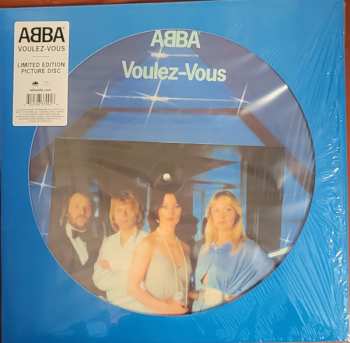 ABBA
VOULEZ-VOUS
LIMITED EDITION
PICTURE DISC
ABBA
Voulez-Vous